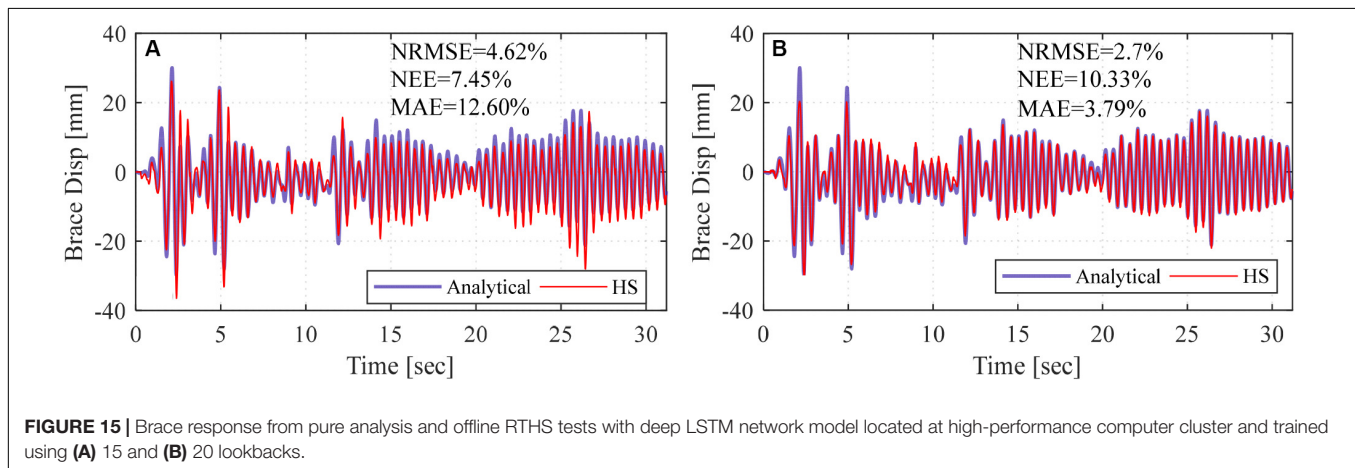 A
NRMSE=4.62%
NEE=7.45%
MAE=12.60%
40
20
0
-20
-40
Brace Disp [mm]
Analytical
HS
0 5 10 15 20 25 30
Time [sec]
B
NRMSE=2.7%
NEE=10.33%
MAE=3.79%
40
20
0
-20
-40
Brace Disp [mm]
Analytical
HS
0 5 10 15 20 25 30
Time [sec]
FIGURE 15 | Brace response from pure analysis and offline RTHS tests with deep LSTM network model located at high-performance computer cluster and trained
using (A) 15 and (B) 20 lookbacks.